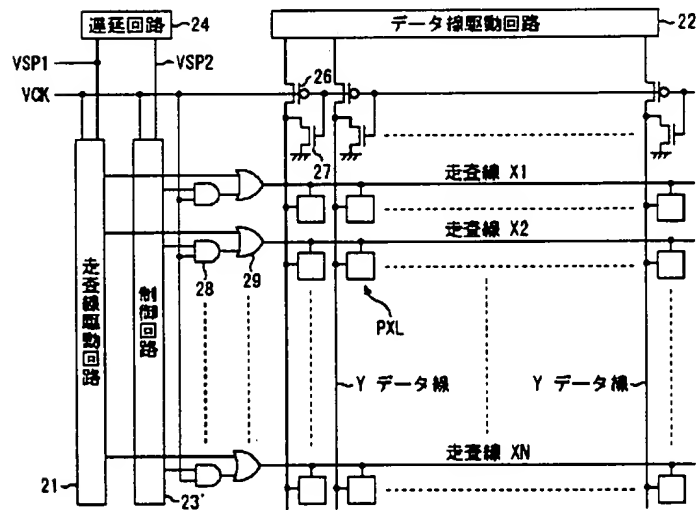 遅延回路
24
データ線駆動回路
22
VSP1
VSP2
26
VCK
27
走査線 X1
走査線 X2
28
29
PXL
走査線駆動回路
制御回路
Y データ線
Y データ線
走査線 XN
21
23'